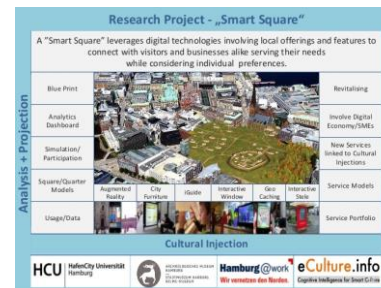 Research Project - „Smart Square“
A ”Smart Square“ leverages digital technologies involving local offerings and features to
connect with visitors and businesses alike serving their needs
while considering individual preferences.
Analysis + Projection
Blue Print
Analytics
Dashboard
Simulation/
Participation
Square/Quarter
Models
Usage/Data
Augmented
Reality
City
Furniture
iGuide
Interactive
Window
Geo
Caching
Interactive
Stele
Revitalising
Involve Digital
Economy/SMEs
New Services
linked to Cultural
Injections
Service Models
Service Portfolio
Cultural Injection
HCU
HafenCity Universität
Hamburg
Hamburg@work
Wir vernetzen den Norden.
eCulture.info